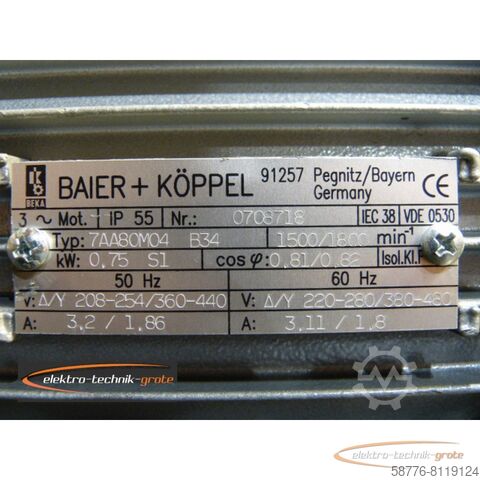 BEKA
BAIER + KÖPPEL 91257 Pegnitz/Bayern Germany CE
3 ~ Mot. IP 55 Nr.: 0708718 IEC 38 VDE 0530
Typ: 7AA80M04 B34 1500/1800 min⁻¹
kW: 0,75 S1 cos φ: 0,81/0,82 Isol.Kl.F
50 Hz 60 Hz
V: Δ/Y 208-254/360-440 V: Δ/Y 220-280/380-480
A: 3,2 / 1,86 A: 3,11 / 1,8
elektro-technik-grote
elektro-technik-grote
58776-8119124